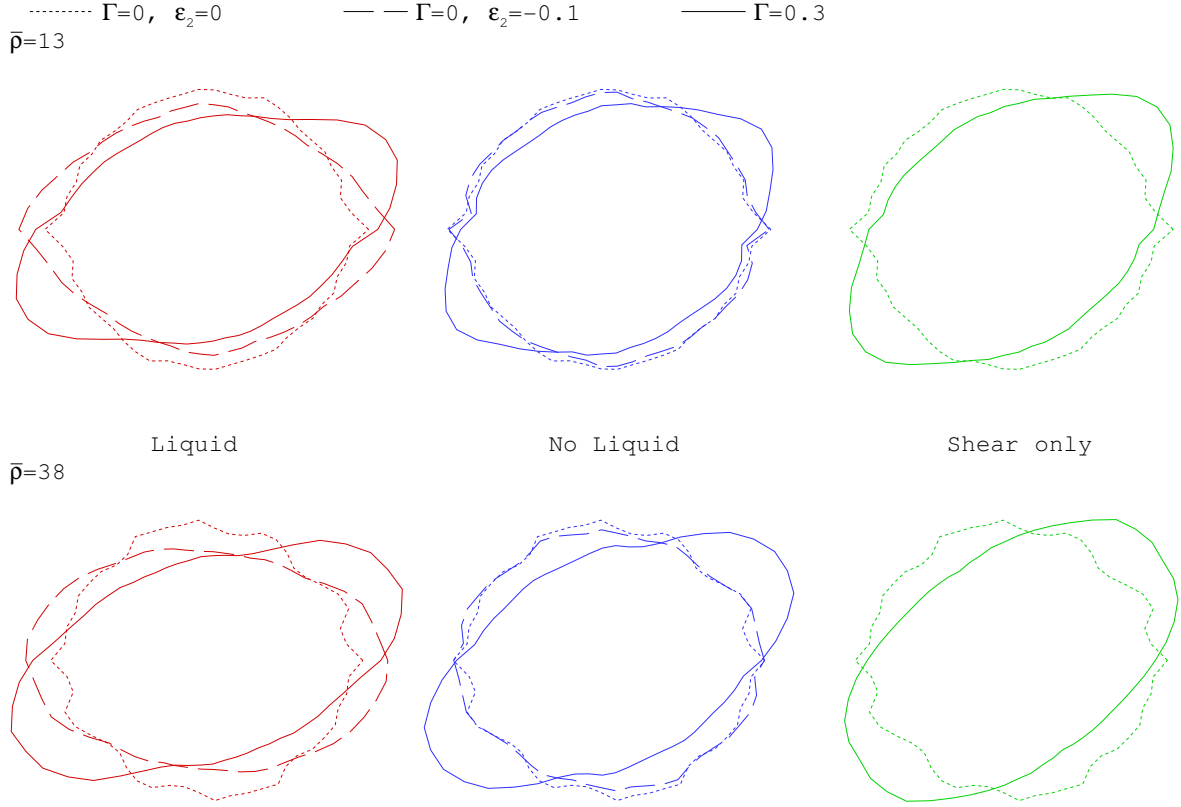 Γ=0, ε₂=0 Γ=0, ε₂=-0.1 Γ=0.3
ρ̄=13
Liquid No Liquid Shear only
ρ̄=38